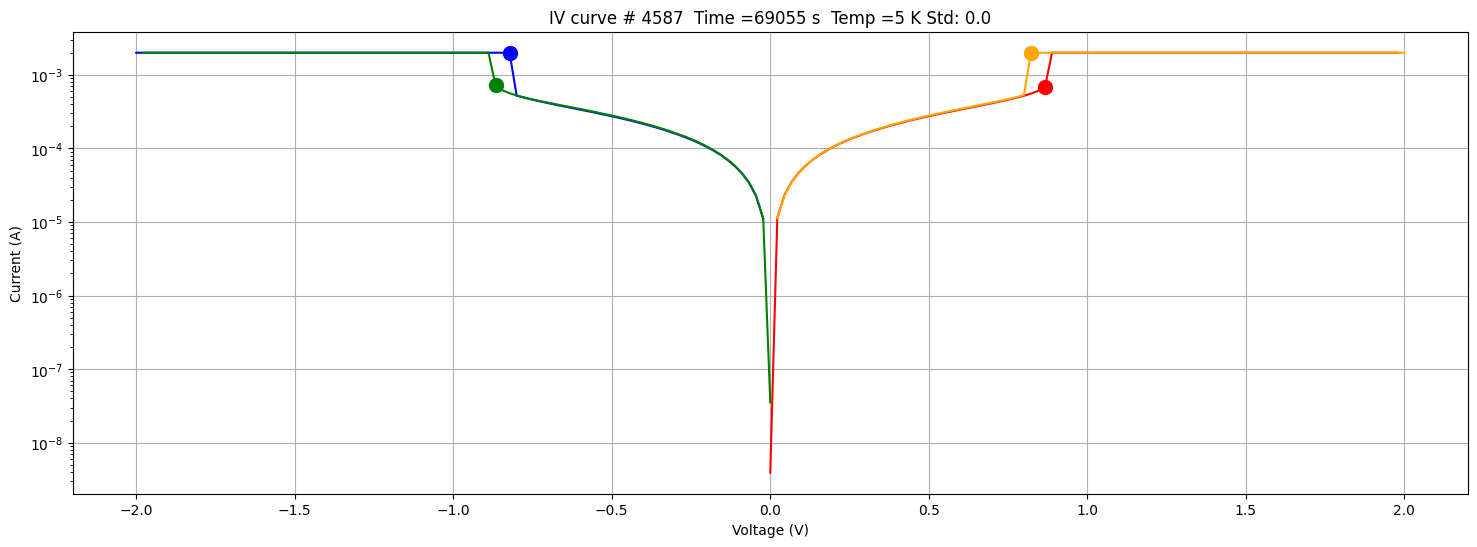 IV curve # 4587  Time =69055 s  Temp =5 K Std: 0.0
Current (A)
10⁻³
10⁻⁴
10⁻⁵
10⁻⁶
10⁻⁷
10⁻⁸
−2.0 −1.5 −1.0 −0.5 0.0 0.5 1.0 1.5 2.0
Voltage (V)